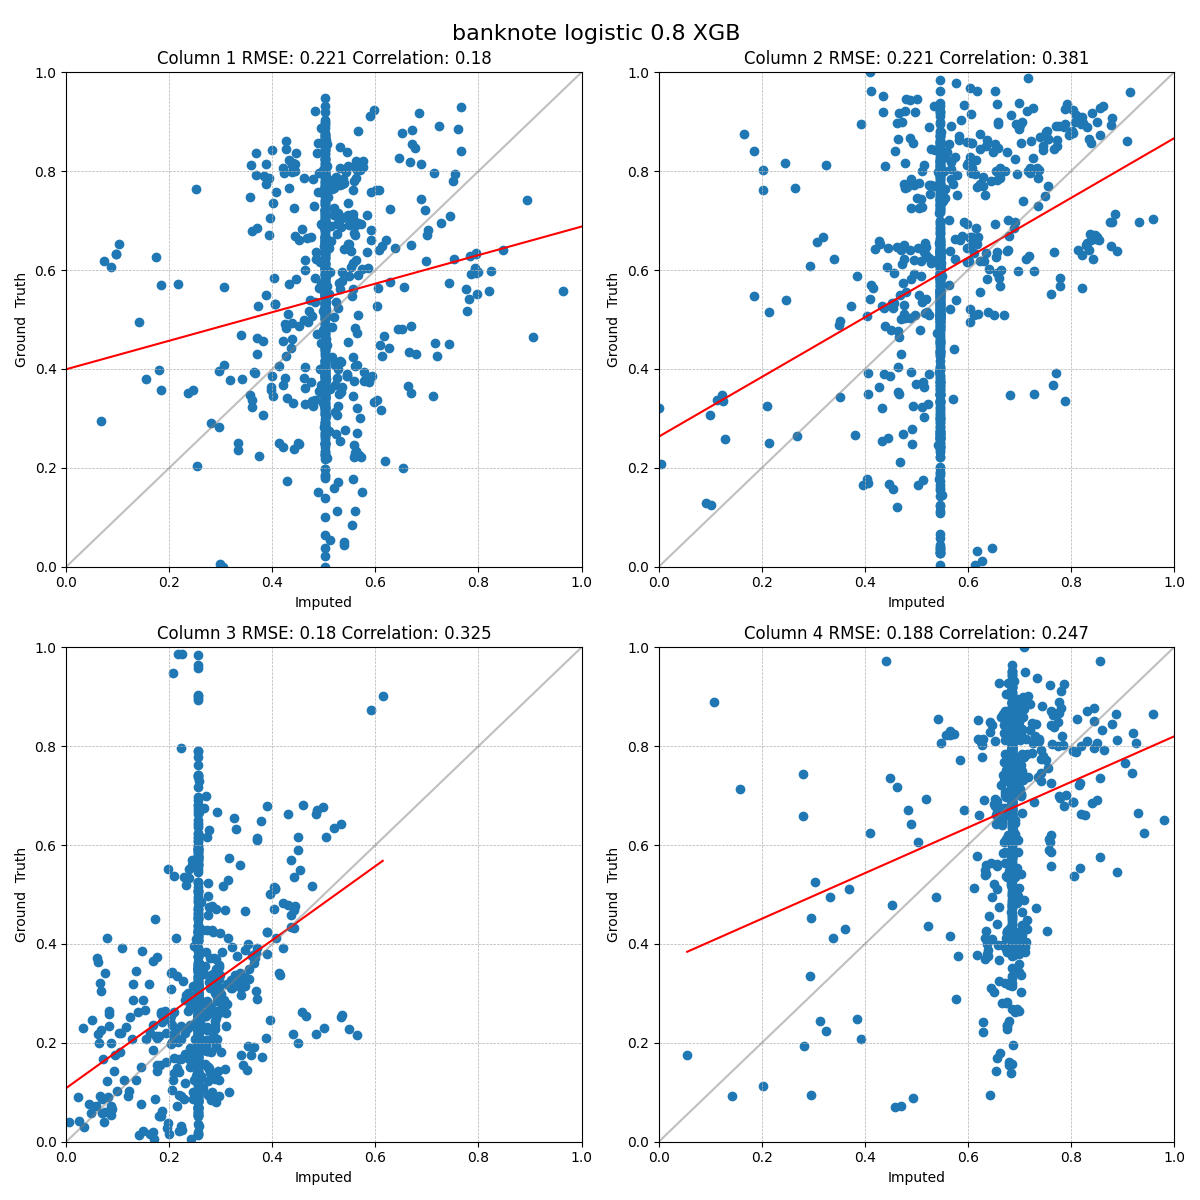 banknote logistic 0.8 XGB
Column 1 RMSE: 0.221 Correlation: 0.18
1.0
0.8
0.6
0.4
0.2
0.0
Ground Truth
0.0 0.2 0.4 0.6 0.8 1.0
Imputed
Column 2 RMSE: 0.221 Correlation: 0.381
1.0
0.8
0.6
0.4
0.2
0.0
Ground Truth
0.0 0.2 0.4 0.6 0.8 1.0
Imputed
Column 3 RMSE: 0.18 Correlation: 0.325
1.0
0.8
0.6
0.4
0.2
0.0
Ground Truth
0.0 0.2 0.4 0.6 0.8 1.0
Imputed
Column 4 RMSE: 0.188 Correlation: 0.247
1.0
0.8
0.6
0.4
0.2
0.0
Ground Truth
0.0 0.2 0.4 0.6 0.8 1.0
Imputed